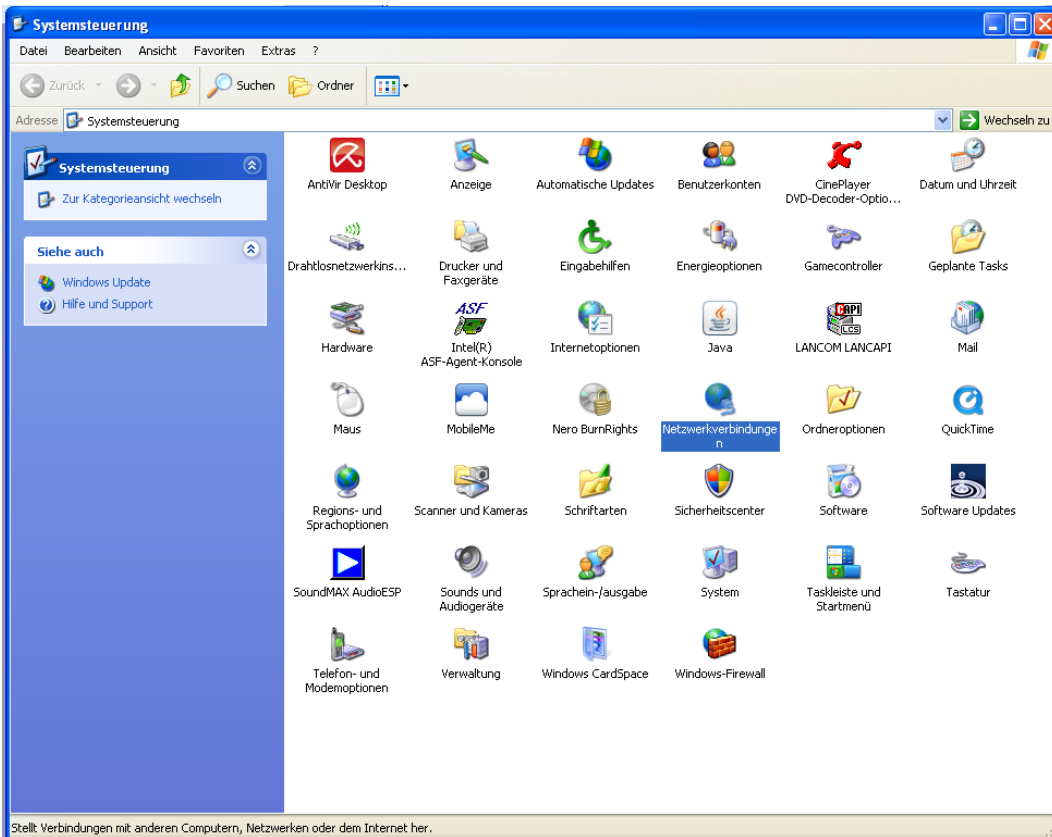 Systemsteuerung
Datei Bearbeiten Ansicht Favoriten Extras ?
Zurück Suchen Ordner
Adresse Systemsteuerung Wechseln zu
Systemsteuerung
Zur Kategorieansicht wechseln
Siehe auch
Windows Update
Hilfe und Support
AntiVir Desktop
Anzeige
Automatische Updates
Benutzerkonten
CinePlayer
DVD-Decoder-Optio...
Datum und Uhrzeit
Drahtlosnetzwerkins...
Drucker und
Faxgeräte
Eingabehilfen
Energieoptionen
Gamecontroller
Geplante Tasks
Hardware
ASF
Intel(R)
ASF-Agent-Konsole
Internetoptionen
Java
CAPI
LCS
LANCOM LANCAPI
Mail
Maus
MobileMe
Nero BurnRights
Netzwerkverbindunge
n
Ordneroptionen
QuickTime
Regions- und
Sprachoptionen
Scanner und Kameras
Schriftarten
Sicherheitscenter
Software
Software Updates
SoundMAX AudioESP
Sounds und
Audiogeräte
Sprachein-/ausgabe
System
Taskleiste und
Startmenü
Tastatur
Telefon- und
Modemoptionen
Verwaltung
Windows CardSpace
Windows-Firewall
Stellt Verbindungen mit anderen Computern, Netzwerken oder dem Internet her.